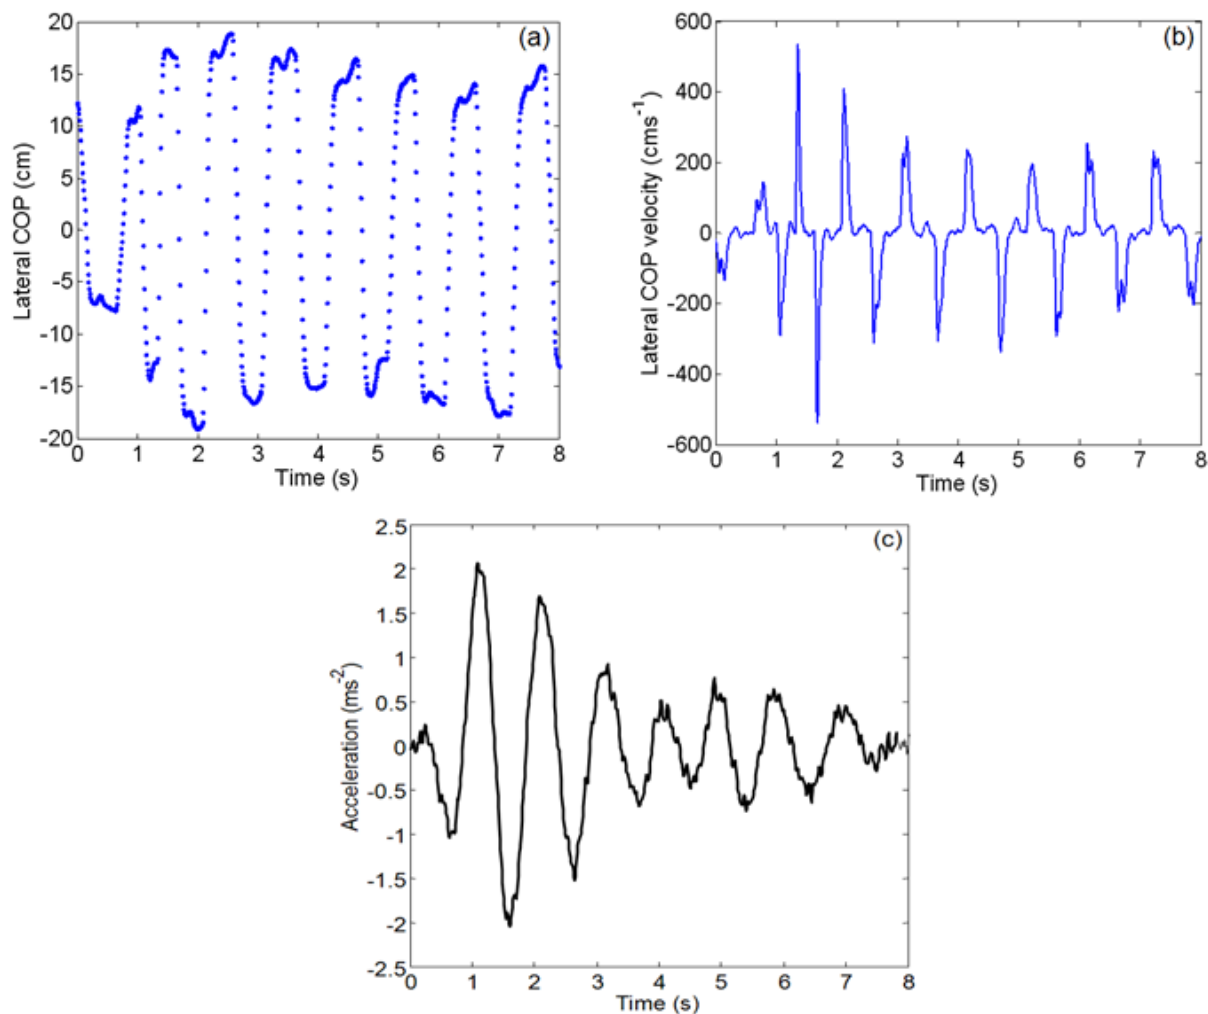 20
15
10
5
0
-5
-10
-15
-20
Lateral COP (cm)
(a)
0 1 2 3 4 5 6 7 8
Time (s)
600
400
200
0
-200
-400
-600
Lateral COP velocity (cms⁻¹)
(b)
0 1 2 3 4 5 6 7 8
Time (s)
2.5
2
1.5
1
0.5
0
-0.5
-1
-1.5
-2
-2.5
Acceleration (ms⁻²)
(c)
0 1 2 3 4 5 6 7 8
Time (s)